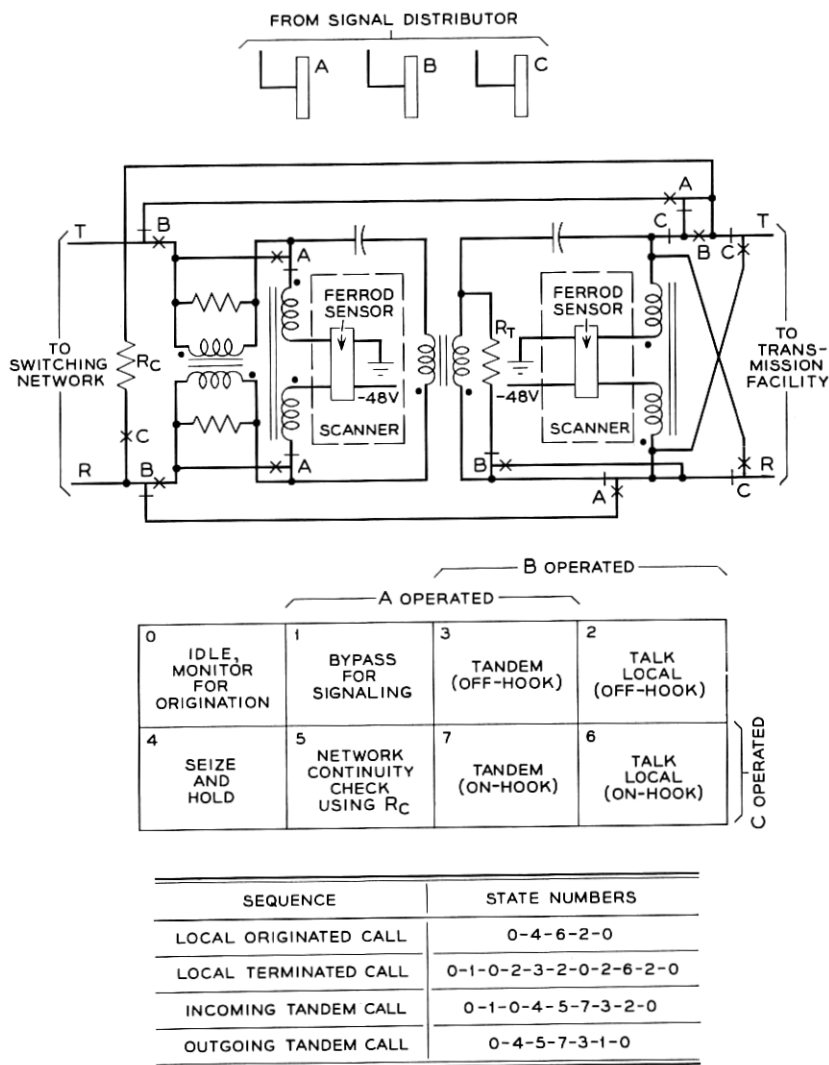 FROM SIGNAL DISTRIBUTOR
A
B
C
A
T
B
A
C
B
C
T
FERROD
SENSOR
FERROD
SENSOR
RT
TO
SWITCHING
NETWORK
RC
TO
TRANS-
MISSION
FACILITY
-48V
-48V
SCANNER
SCANNER
C
R
B
A
B
A
C
R
B OPERATED
A OPERATED
0
IDLE,
MONITOR
FOR
ORIGINATION
1
BYPASS
FOR
SIGNALING
3
TANDEM
(OFF-HOOK)
2
TALK
LOCAL
(OFF-HOOK)
4
SEIZE
AND
HOLD
5
NETWORK
CONTINUITY
CHECK
USING RC
7
TANDEM
(ON-HOOK)
6
TALK
LOCAL
(ON-HOOK)
C OPERATED
SEQUENCE STATE NUMBERS
LOCAL ORIGINATED CALL 0-4-6-2-0
LOCAL TERMINATED CALL 0-1-0-2-3-2-0-2-6-2-0
INCOMING TANDEM CALL 0-1-0-4-5-7-3-2-0
OUTGOING TANDEM CALL 0-4-5-7-3-1-0